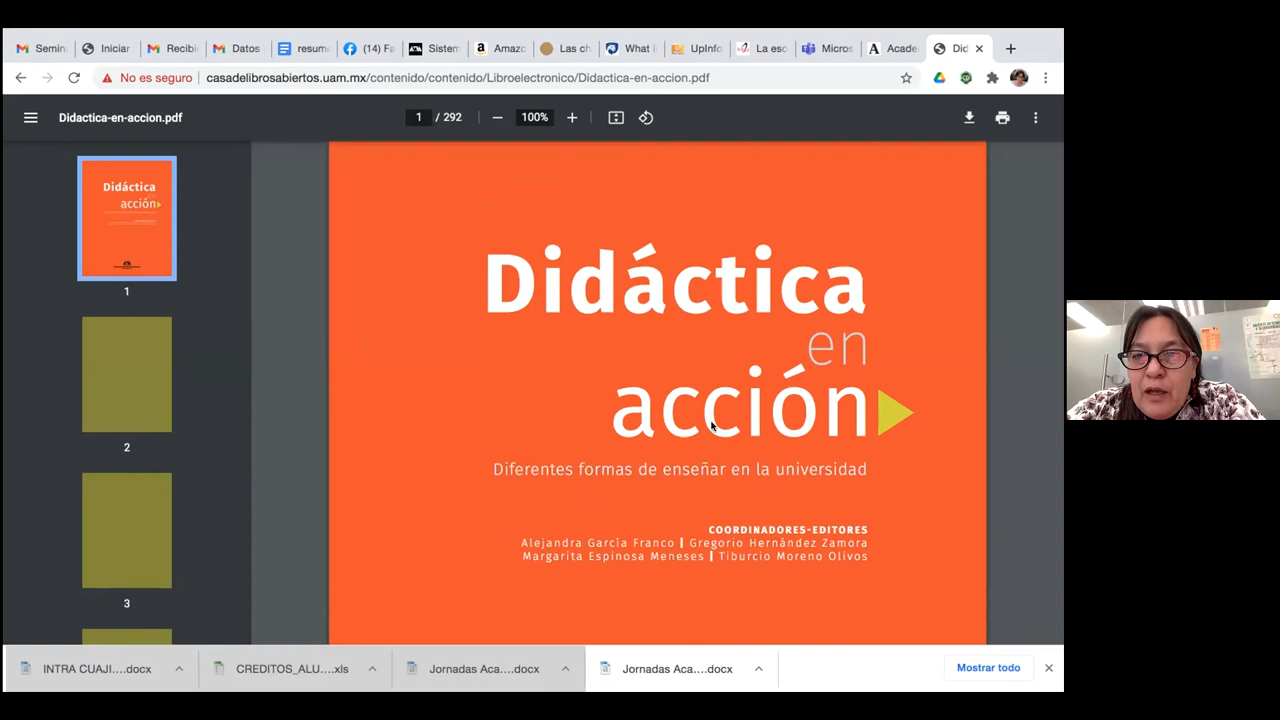 Semin
Iniciar
Recibi
Datos
resum
(14) Fa
Sistem
Amazo
Las ch
What i
UpInfo
La esc
Micros
Acade
Did
No es seguro
casadelibrosabiertos.uam.mx/contenido/contenido/Libroelectronico/Didactica-en-accion.pdf
Didactica-en-accion.pdf
1 / 292
100%
Didáctica
en
acción
1
2
3
Didáctica
en
acción
Diferentes formas de enseñar en la universidad
COORDINADORES-EDITORES
Alejandra García Franco | Gregorio Hernández Zamora
Margarita Espinosa Meneses | Tiburcio Moreno Olivos
INTRA CUAJI....docx
CREDITOS_ALU....xls
Jornadas Aca....docx
Jornadas Aca....docx
Mostrar todo